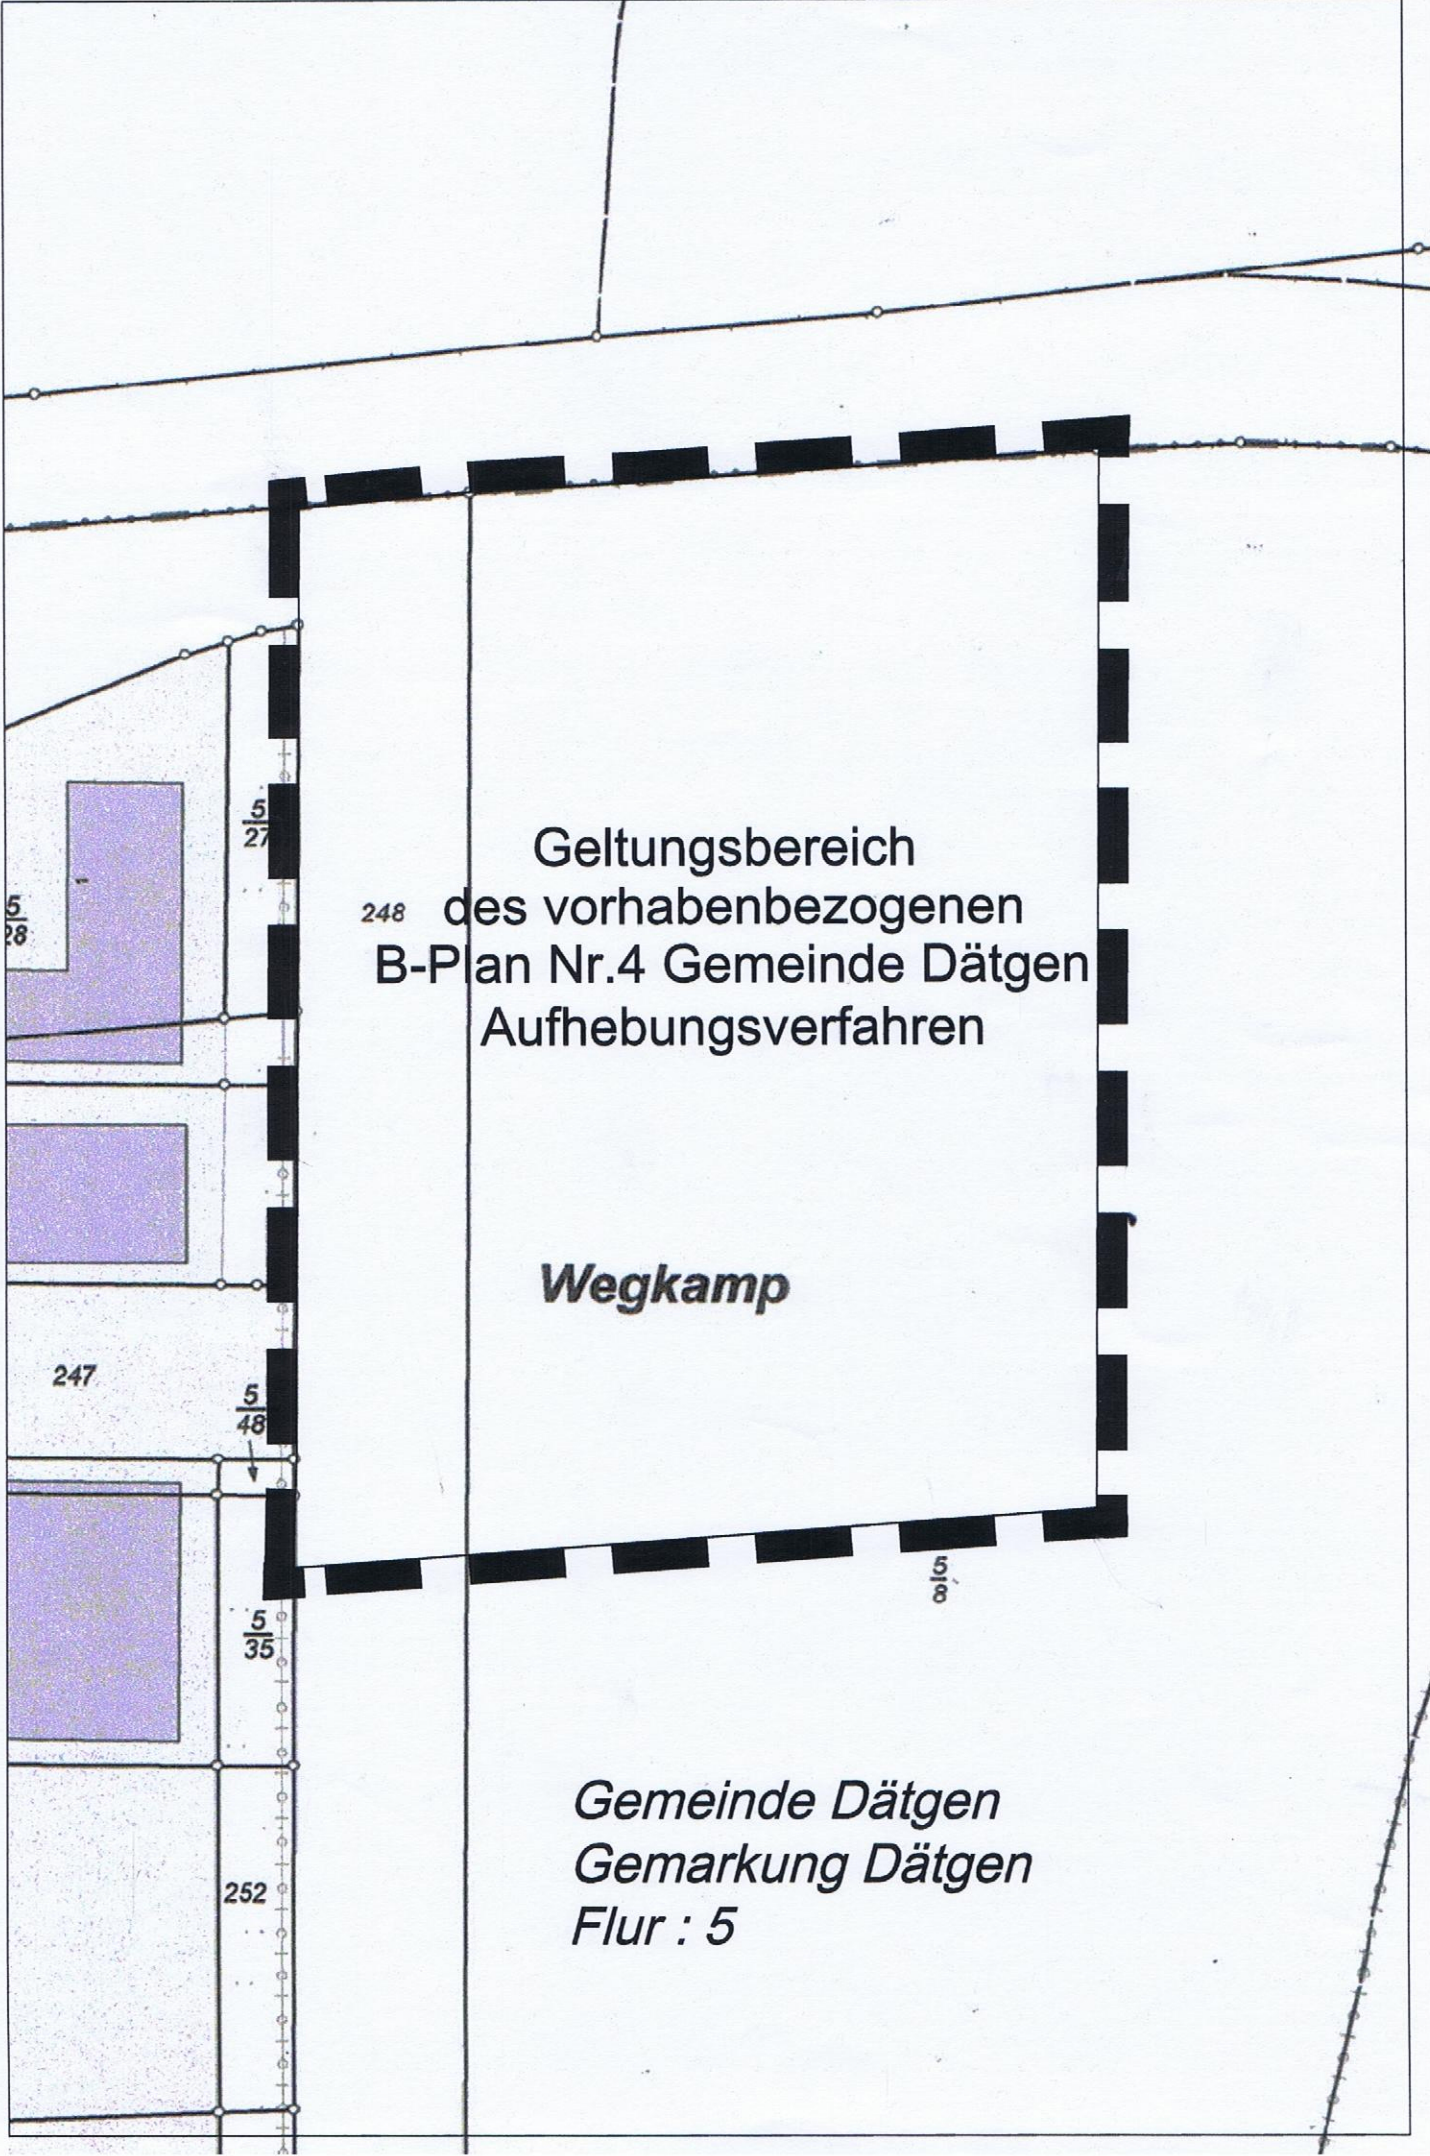 5
27
1
5
28
Geltungsbereich
248 des vorhabenbezogenen
B-Plan Nr.4 Gemeinde Dätgen
Aufhebungsverfahren
Wegkamp
247
5
48
5
8
5
35
Gemeinde Dätgen
Gemarkung Dätgen
Flur : 5
252